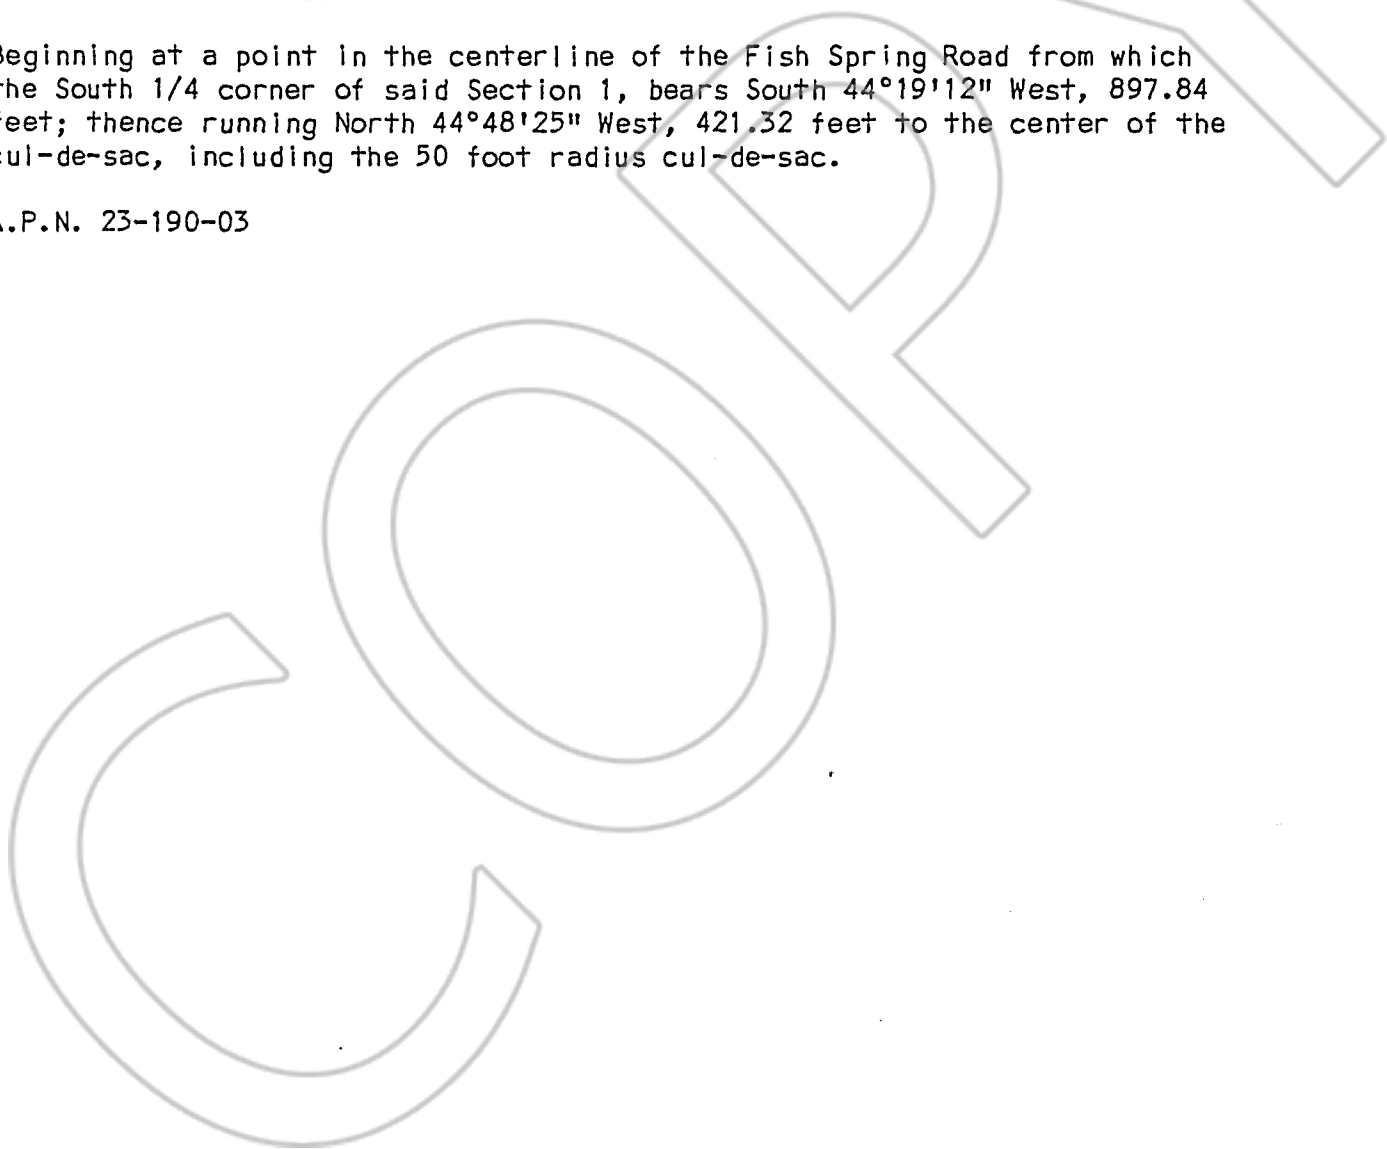 Beginning at a point in the centerline of the Fish Spring Road from which
the South 1/4 corner of said Section 1, bears South 44°19'12" West, 897.84
feet; thence running North 44°48'25" West, 421.32 feet to the center of the
cul-de-sac, including the 50 foot radius cul-de-sac.
A.P.N. 23-190-03
COPY